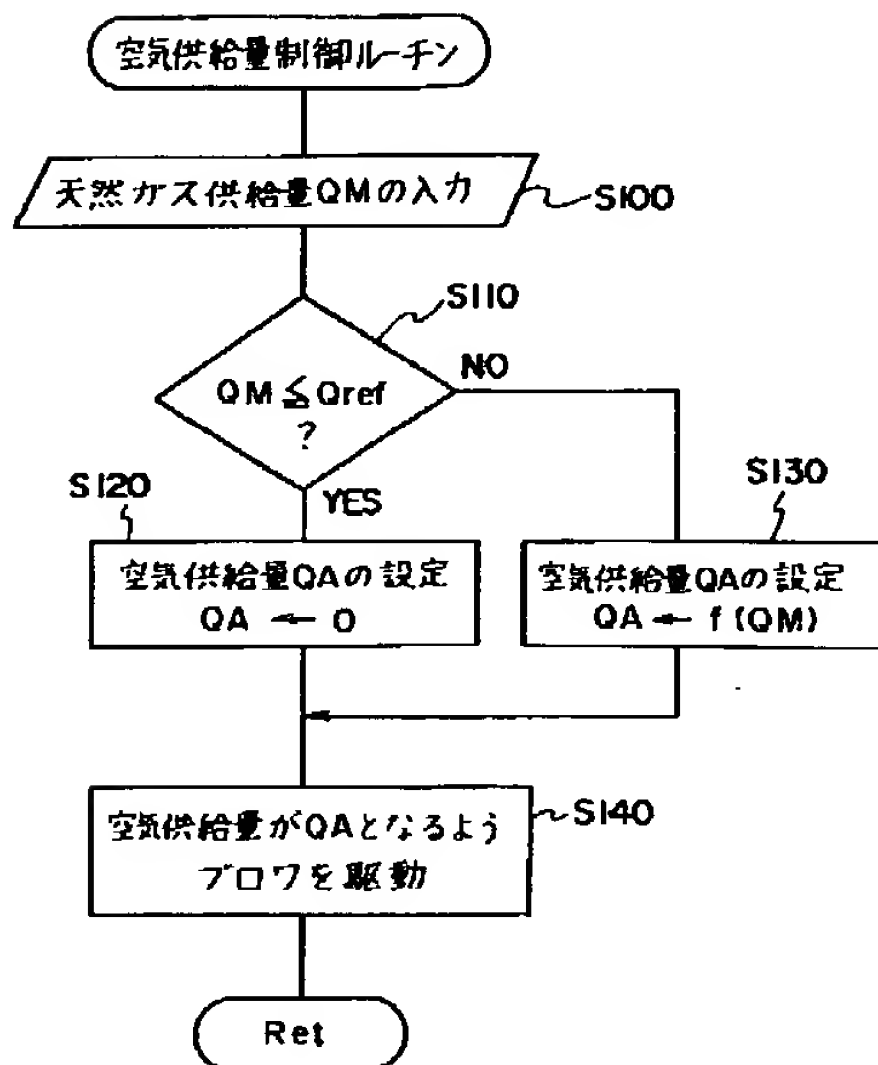 空気供給量制御ルーチン
天然ガス供給量QMの入力
S100
S110
QM≦Qref
?
NO
YES
S120
空気供給量QAの設定
QA ← 0
S130
空気供給量QAの設定
QA ← f(QM)
空気供給量がQAとなるよう
ブロワを駆動
S140
Ret